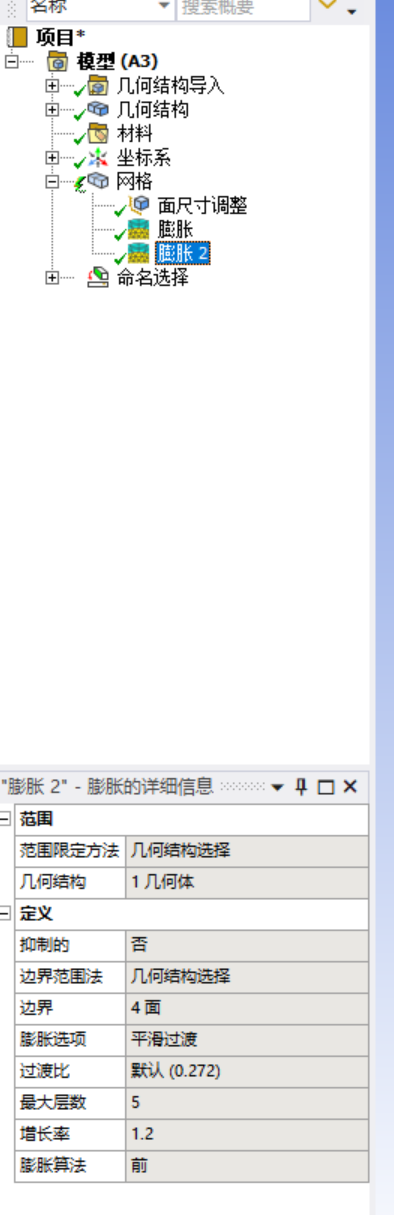 名称 搜索概要
项目*
模型 (A3)
几何结构导入
几何结构
材料
坐标系
网格
面尺寸调整
膨胀
膨胀 2
命名选择
"膨胀 2" - 膨胀的详细信息
范围
范围限定方法 几何结构选择
几何结构 1 几何体
定义
抑制的 否
边界范围法 几何结构选择
边界 4 面
膨胀选项 平滑过渡
过渡比 默认 (0.272)
最大层数 5
增长率 1.2
膨胀算法 前